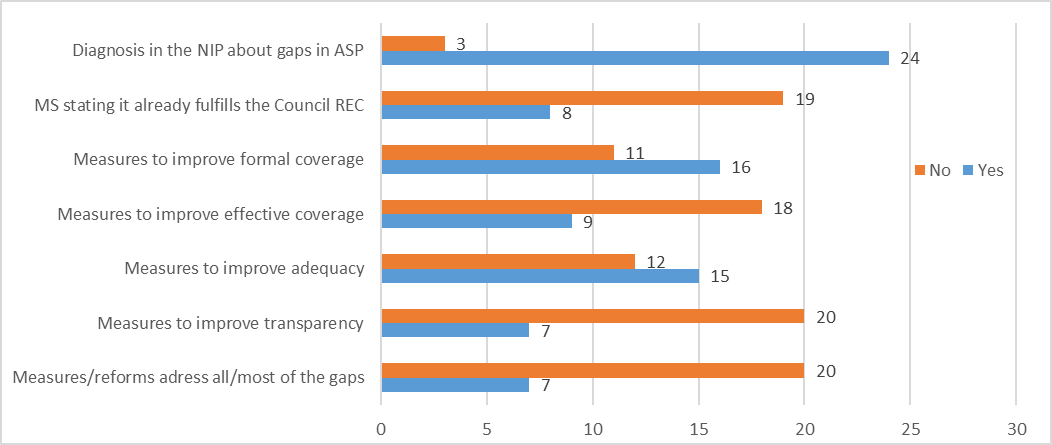 Diagnosis in the NIP about gaps in ASP
3
24
MS stating it already fulfills the Council REC
19
8
Measures to improve formal coverage
11
16
No Yes
Measures to improve effective coverage
18
9
Measures to improve adequacy
12
15
Measures to improve transparency
20
7
Measures/reforms adress all/most of the gaps
20
7
0 5 10 15 20 25 30